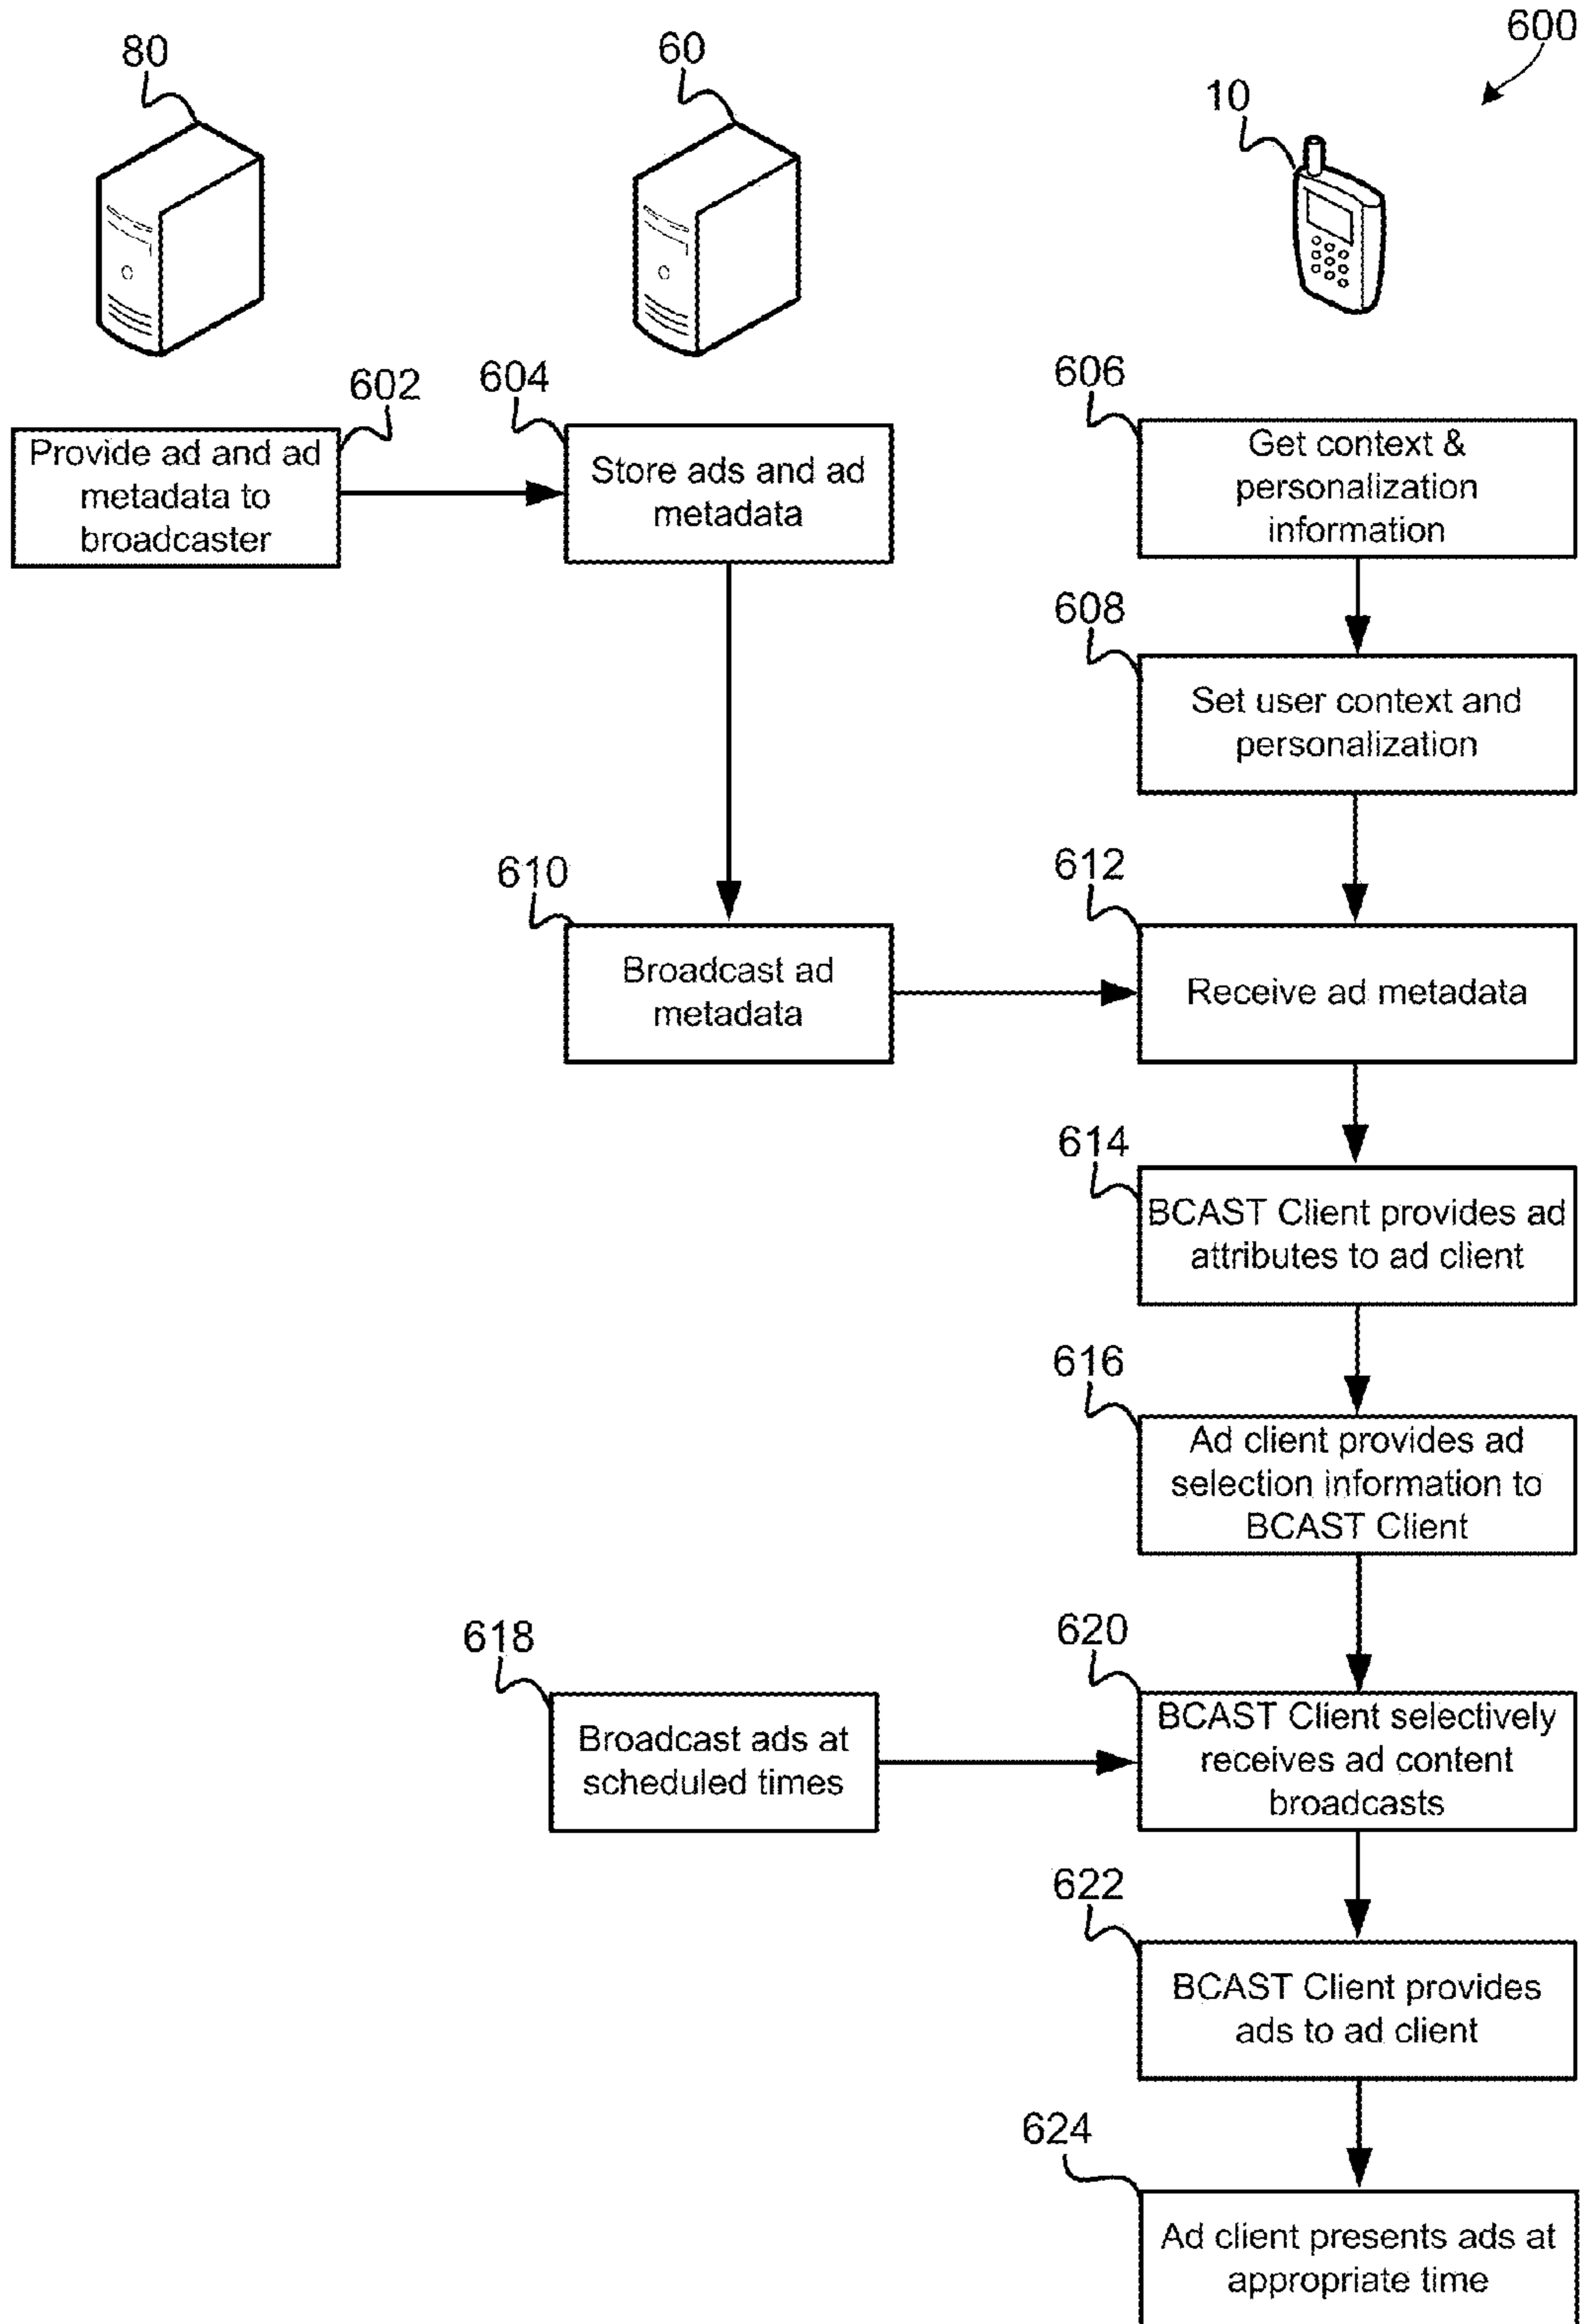 600
80
60
10
602
604
606
Provide ad and ad
metadata to
broadcaster
Store ads and ad
metadata
Get context &
personalization
information
608
Set user context and
personalization
610
612
Broadcast ad
metadata
Receive ad metadata
614
BCAST Client provides ad
attributes to ad client
616
Ad client provides ad
selection information to
BCAST Client
618
620
Broadcast ads at
scheduled times
BCAST Client selectively
receives ad content
broadcasts
622
BCAST Client provides
ads to ad client
624
Ad client presents ads at
appropriate time